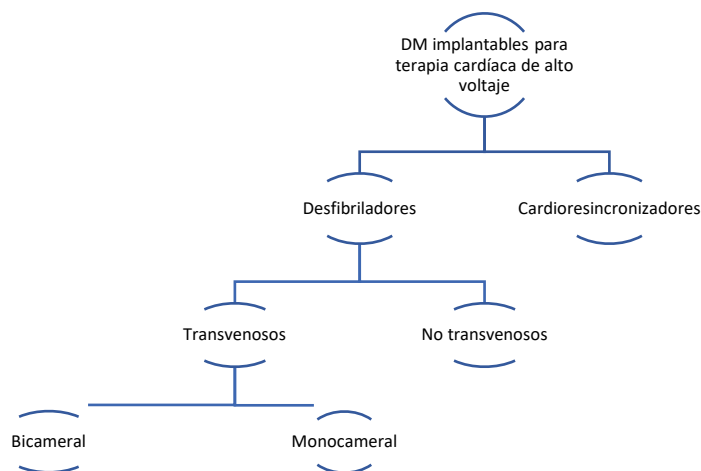 DM implantables para
terapia cardíaca de alto
voltaje
Desfibriladores
Cardioresincronizadores
Transvenosos
No transvenosos
Bicameral
Monocameral